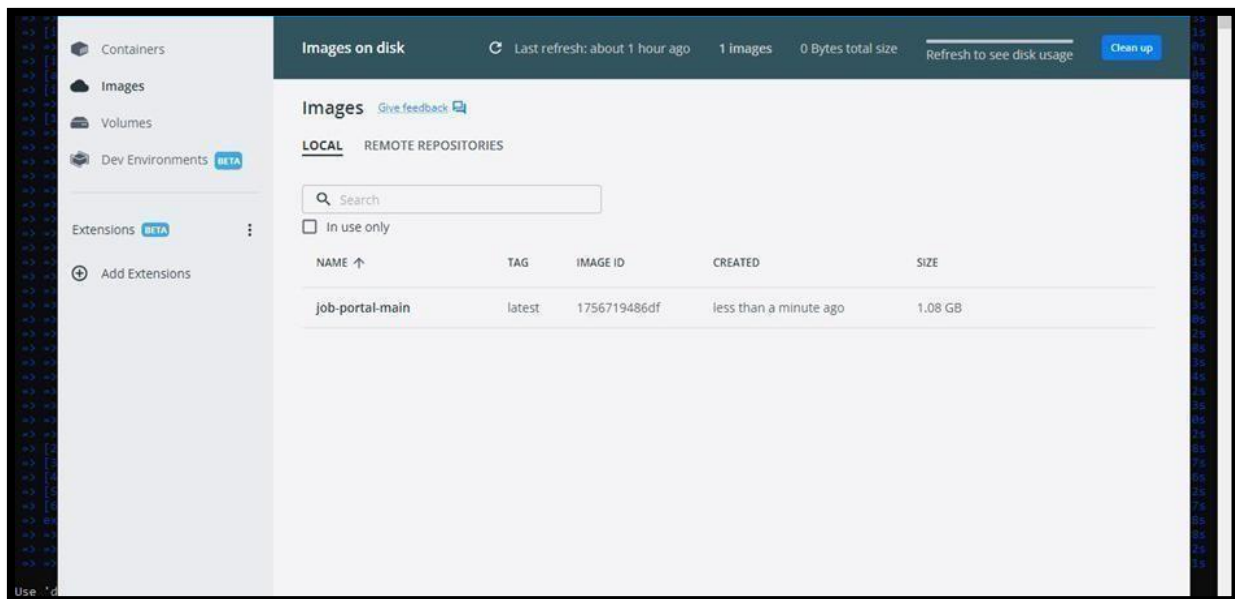 Containers
Images
Volumes
Dev Environments BETA
Extensions BETA
Add Extensions
Images on disk
Last refresh: about 1 hour ago
1 images
0 Bytes total size
Refresh to see disk usage
Clean up
Images Give feedback
LOCAL REMOTE REPOSITORIES
Search
In use only
NAME TAG IMAGE ID CREATED SIZE
job-portal-main latest 1756719486df less than a minute ago 1.08 GB
Use 'd